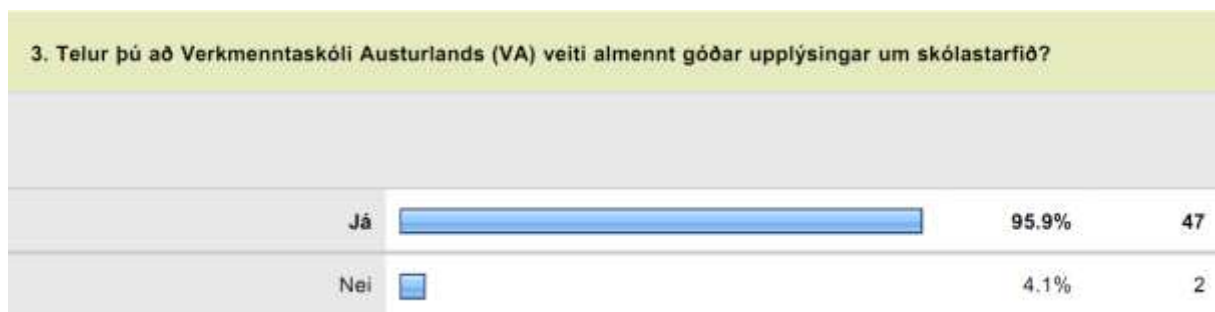 3. Telur þú að Verkmenntaskóli Austurlands (VA) veiti almennt góðar upplýsingar um skólastarfið?
Já 95.9% 47
Nei 4.1% 2